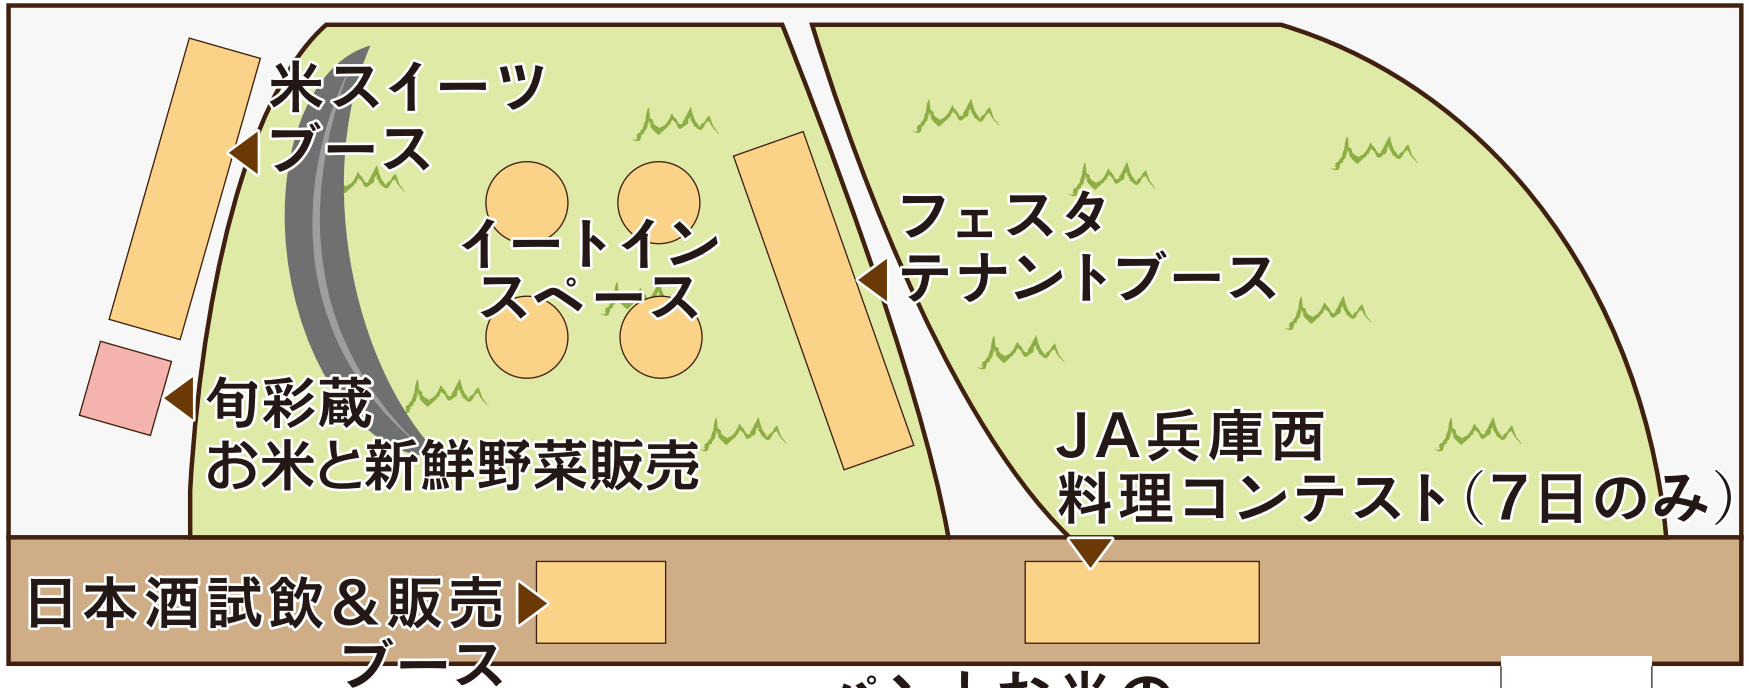 米スイーツ
ブース
イートイン
スペース
フェスタ
テナントブース
旬彩蔵
お米と新鮮野菜販売
JA兵庫西
料理コンテスト(7日のみ)
日本酒試飲&販売
ブース